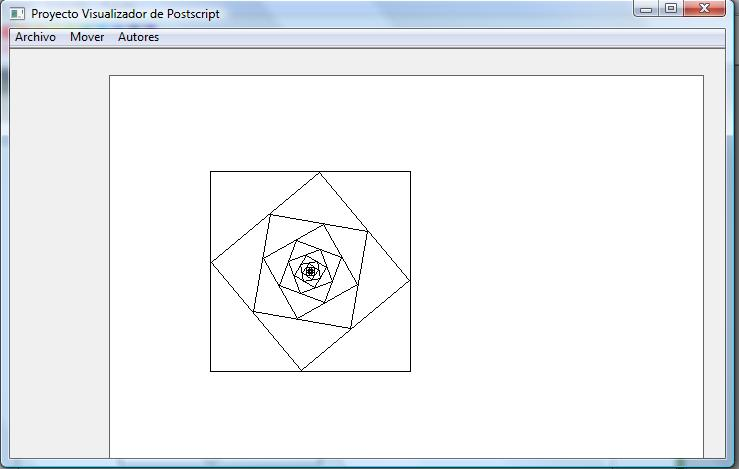 Proyecto Visualizador de Postscript
Archivo Mover Autores